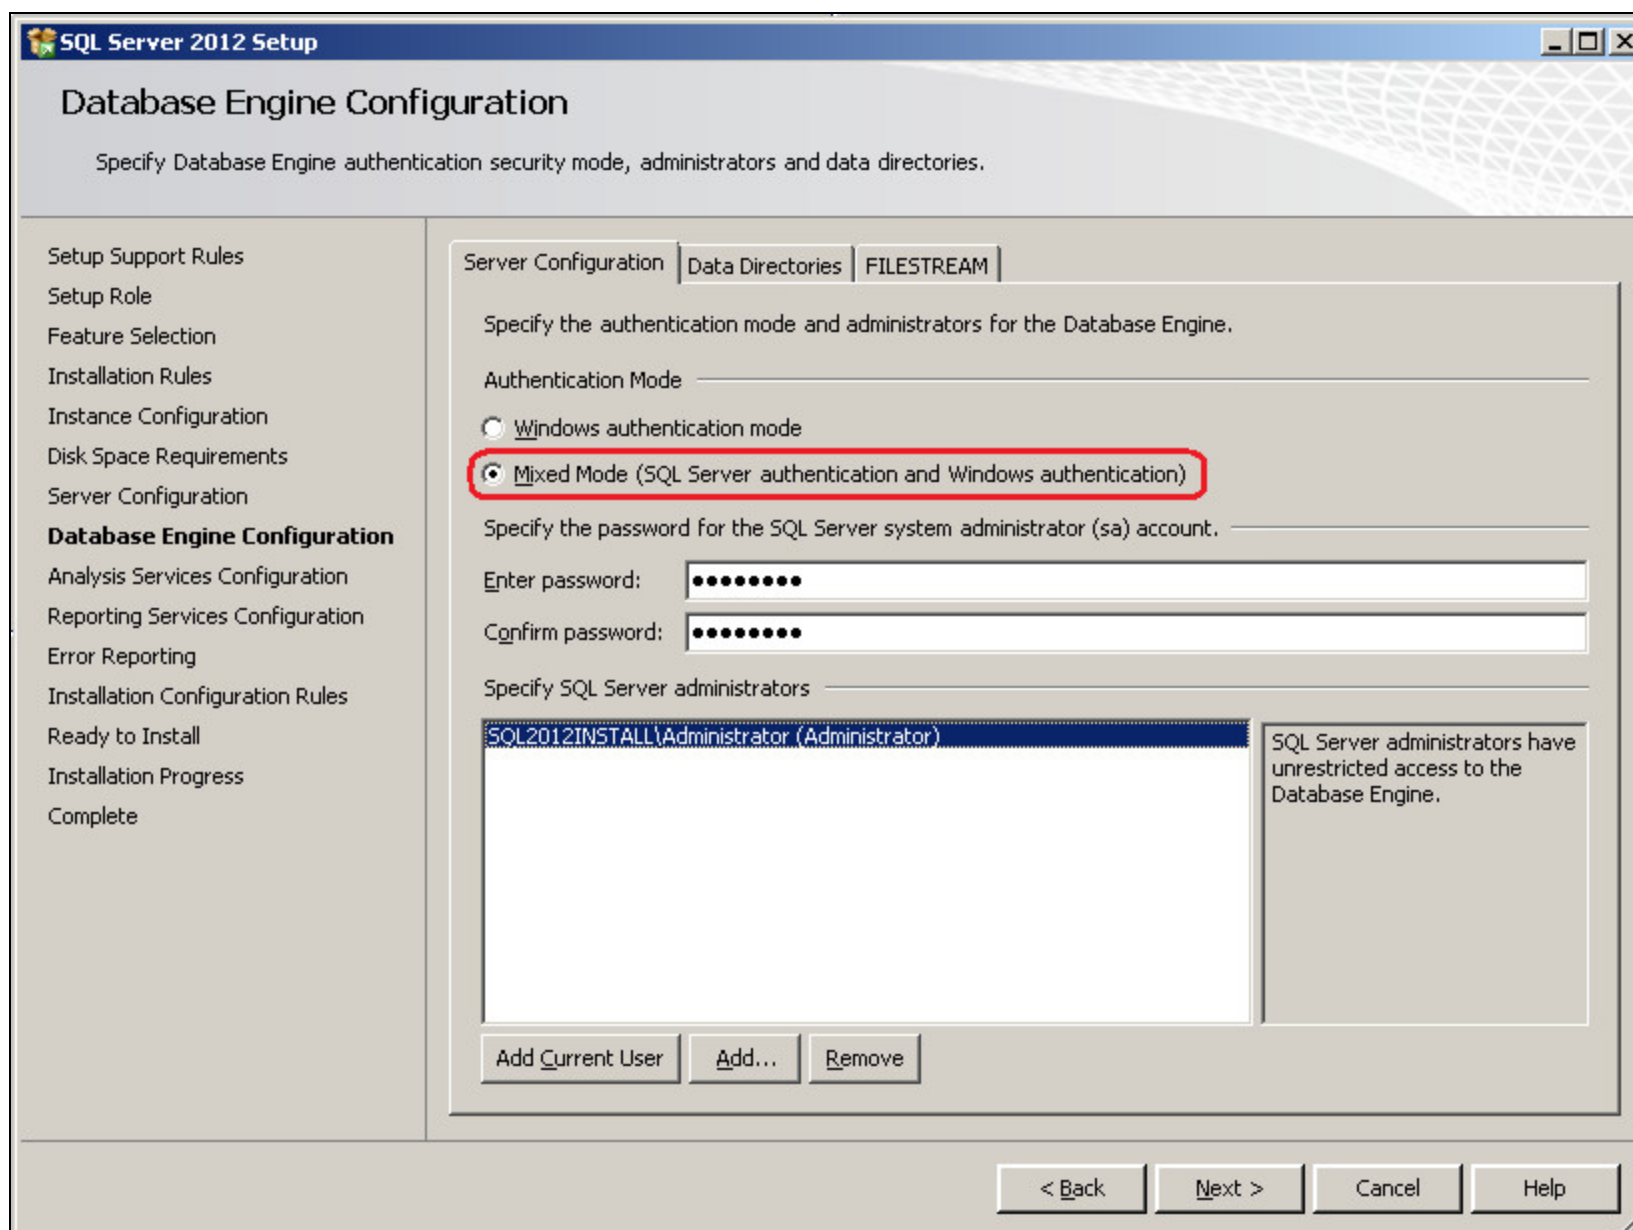 SQL Server 2012 Setup
Database Engine Configuration
Specify Database Engine authentication security mode, administrators and data directories.
Setup Support Rules
Setup Role
Feature Selection
Installation Rules
Instance Configuration
Disk Space Requirements
Server Configuration
Database Engine Configuration
Analysis Services Configuration
Reporting Services Configuration
Error Reporting
Installation Configuration Rules
Ready to Install
Installation Progress
Complete
Server Configuration
Data Directories
FILESTREAM
Specify the authentication mode and administrators for the Database Engine.
Authentication Mode
Windows authentication mode
Mixed Mode (SQL Server authentication and Windows authentication)
Specify the password for the SQL Server system administrator (sa) account.
Enter password: ●●●●●●●●
Confirm password: ●●●●●●●●
Specify SQL Server administrators
SQL2012INSTALL\Administrator (Administrator)
SQL Server administrators have
unrestricted access to the
Database Engine.
Add Current User
Add...
Remove
< Back
Next >
Cancel
Help